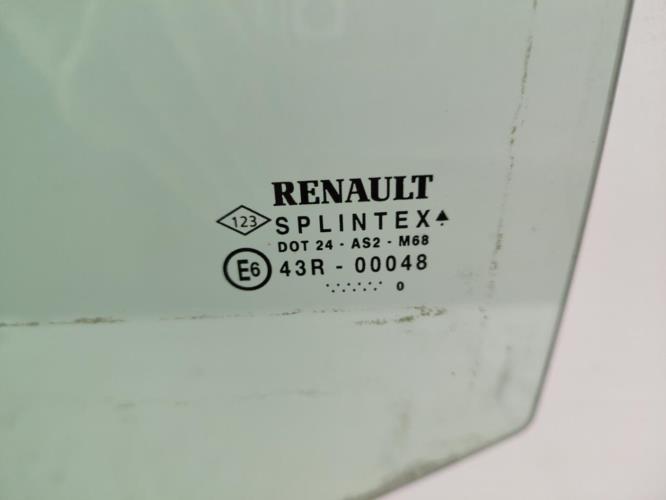 RENAULT
123 SPLINTEX
DOT 24 - AS2 - M68
E6 43R - 00048
0